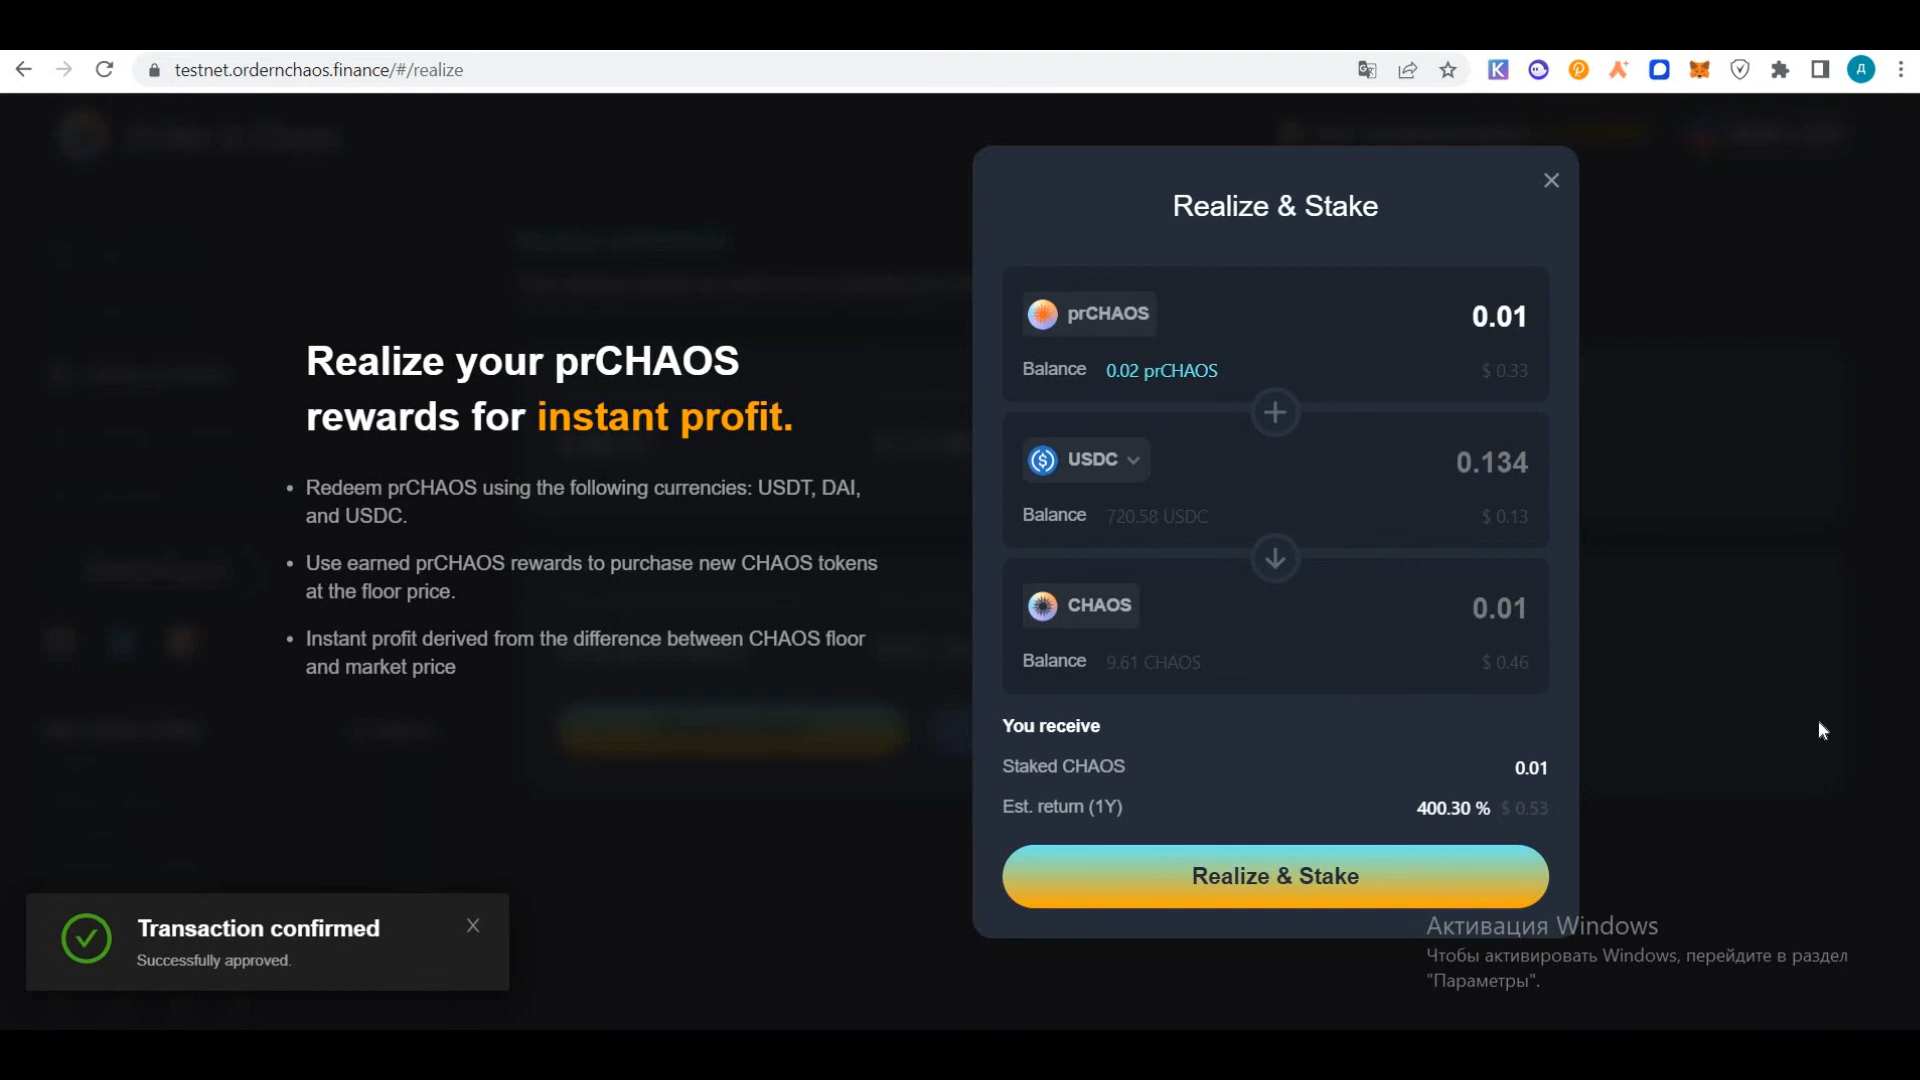 testnet.ordernchaos.finance/#/realize
Д
Realize your prCHAOS
rewards for instant profit.
• Redeem prCHAOS using the following currencies: USDT, DAI,
and USDC.
• Use earned prCHAOS rewards to purchase new CHAOS tokens
at the floor price.
• Instant profit derived from the difference between CHAOS floor
and market price
Realize & Stake
prCHAOS 0.01
Balance 0.02 prCHAOS $ 0.33
USDC 0.134
Balance 720.58 USDC $ 0.13
CHAOS 0.01
Balance 9.61 CHAOS $ 0.46
You receive
Staked CHAOS 0.01
Est. return (1Y) 400.30 % $ 0.53
Realize & Stake
Transaction confirmed X
Successfully approved.
Активация Windows
Чтобы активировать Windows, перейдите в раздел
"Параметры".